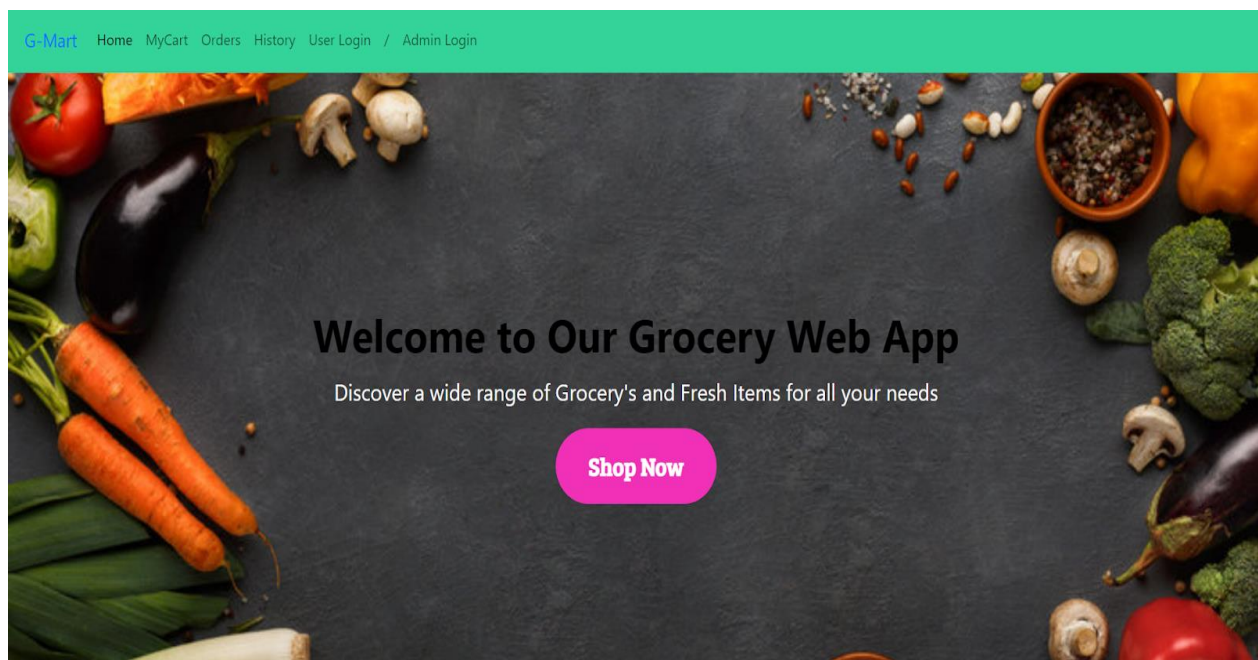 G-Mart Home MyCart Orders History User Login / Admin Login
Welcome to Our Grocery Web App
Discover a wide range of Grocery's and Fresh Items for all your needs
Shop Now